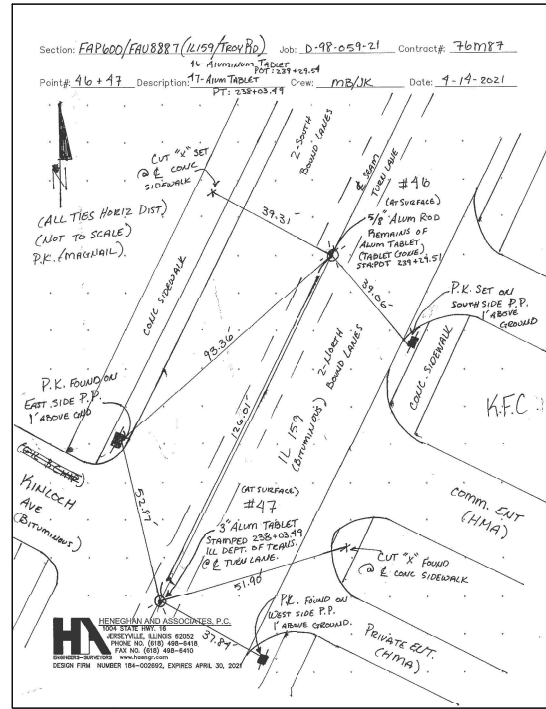 Section: FAP600/FAU8887 (IL159/TROY RD) Job: D-98-059-21 Contract#: 76M87
46 ALUMINUM TABLET
POT: 239+29.51
Point#: 46 + 47 Description: 47-ALUM TABLET Crew: MB/JK Date: 4-14-2021
PT: 238+03.49
2-SOUTH
BOUND LANES
CUT "X" SET
@ ℄ CONC
SIDEWALK
℄ SEAM
TURN LANE
#46
(AT SURFACE)
5/8" ALUM ROD
REMAINS OF
ALUM TABLET
(TABLET GONE)
STA: POT 239+29.51
(ALL TIES HORIZ DIST)
(NOT TO SCALE)
P.K. (MAGNAIL)
39.31'
39.06'
P.K. SET ON
SOUTH SIDE P.P.
1' ABOVE
GROUND
CONC SIDEWALK
93.36'
2-NORTH
BOUND LANES
CONC SIDEWALK
P.K. FOUND ON
EAST SIDE P.P.
1' ABOVE GND
126.01'
IL 159
(BITUMINOUS)
K.F.C.
KINLOCH
AVE
(BITUMINOUS)
52.57'
(AT SURFACE)
#47
3" ALUM TABLET
STAMPED 238+03.49
ILL DEPT. OF TRANS.
@ ℄ TURN LANE.
COMM. ENT
(HMA)
51.90
CUT "X" FOUND
@ ℄ CONC SIDEWALK
P.K. FOUND ON
WEST SIDE P.P.
1' ABOVE GROUND.
37.84'
PRIVATE ENT.
(HMA)
HA
ENGINEERS-SURVEYORS
HENEGHAN AND ASSOCIATES, P.C.
1004 STATE HWY. 16
JERSEYVILLE, ILLINOIS 62052
PHONE NO. (618) 498-6418
FAX NO. (618) 498-6410
www.haengr.com
DESIGN FIRM NUMBER 184-002692, EXPIRES APRIL 30, 2021